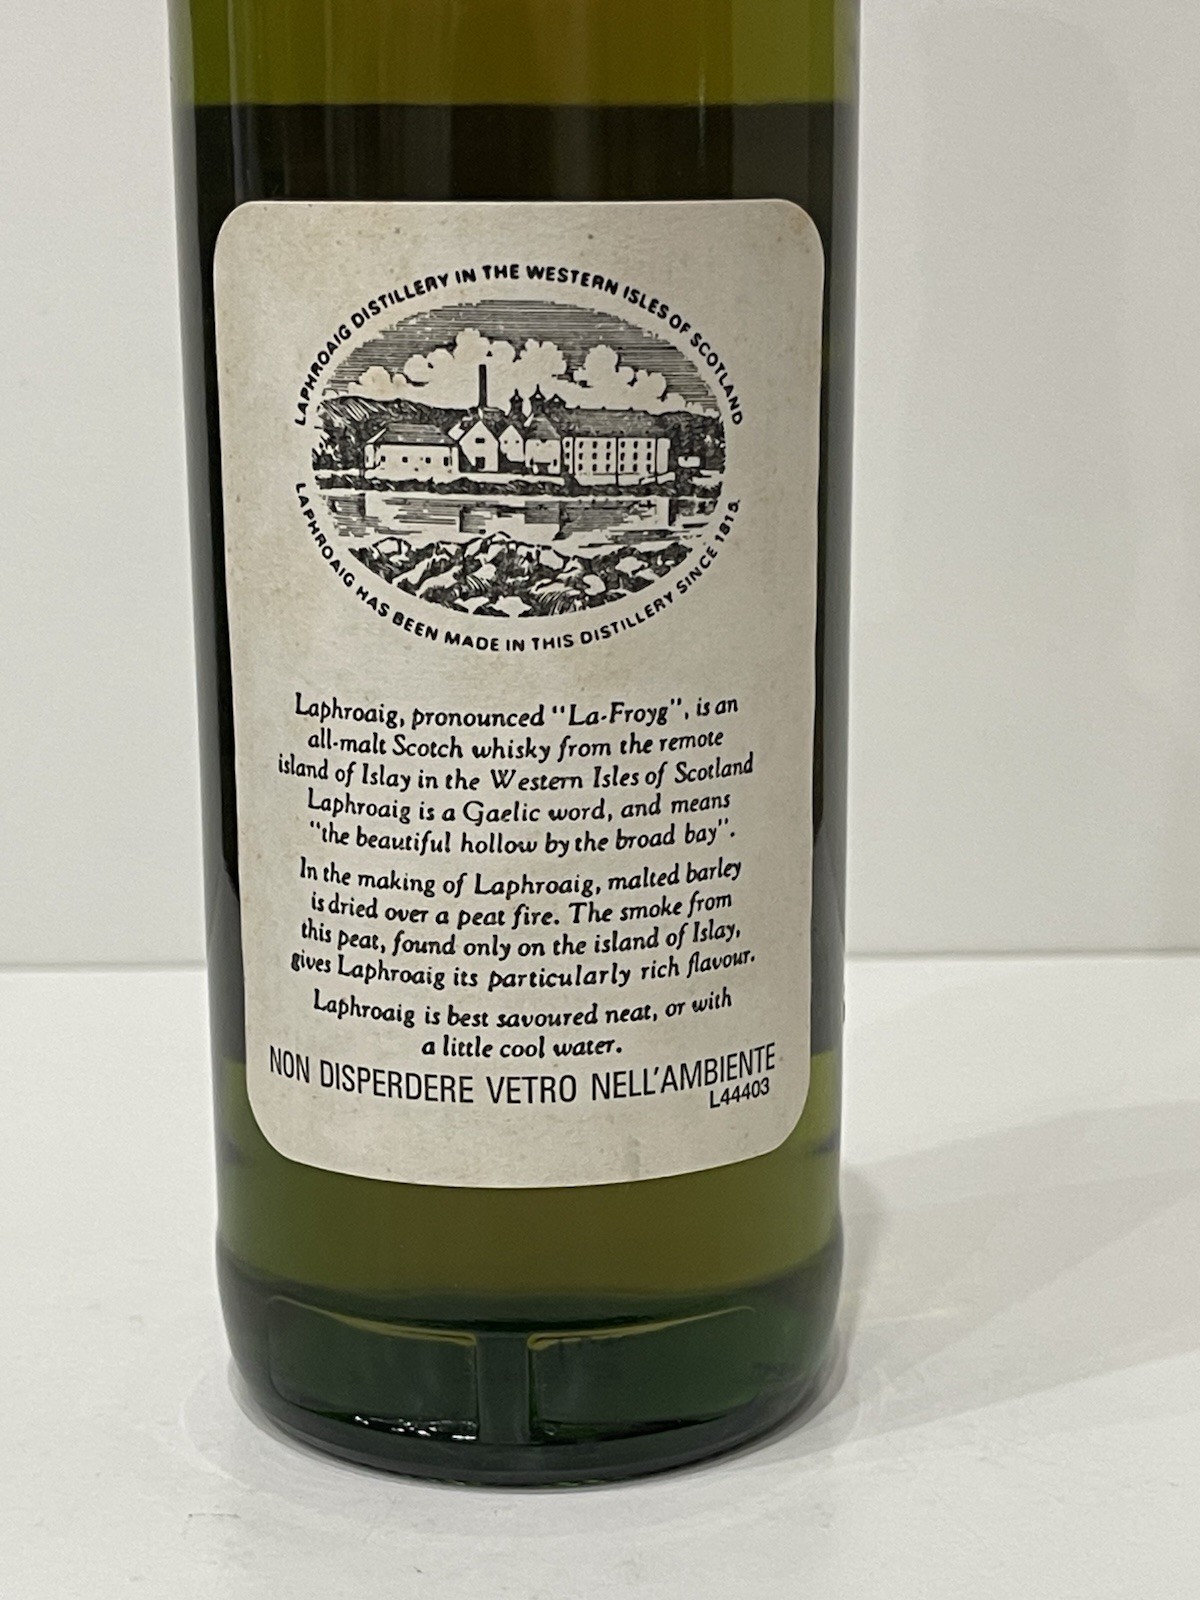 LAPHROAIG DISTILLERY IN THE WESTERN ISLES OF SCOTLAND
LAPHROAIG HAS BEEN MADE IN THIS DISTILLERY SINCE 1815.
Laphroaig, pronounced "La-Froyg", is an
all-malt Scotch whisky from the remote
island of Islay in the Western Isles of Scotland
Laphroaig is a Gaelic word, and means
"the beautiful hollow by the broad bay".
In the making of Laphroaig, malted barley
is dried over a peat fire. The smoke from
this peat, found only on the island of Islay,
gives Laphroaig its particularly rich flavour.
Laphroaig is best savoured neat, or with
a little cool water.
NON DISPERDERE VETRO NELL'AMBIENTE
L44403